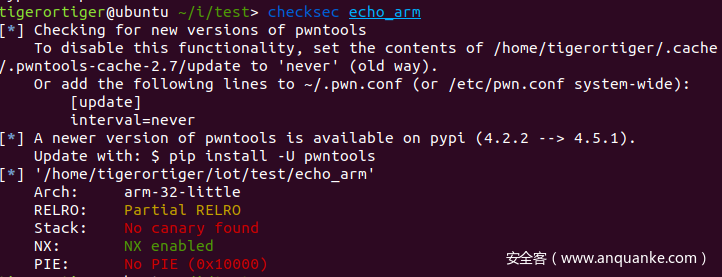 tigerortiger@ubuntu ~/i/test> checksec echo_arm
[*] Checking for new versions of pwntools
To disable this functionality, set the contents of /home/tigerortiger/.cache
/.pwntools-cache-2.7/update to 'never' (old way).
Or add the following lines to ~/.pwn.conf (or /etc/pwn.conf system-wide):
[update]
interval=never
[*] A newer version of pwntools is available on pypi (4.2.2 --> 4.5.1).
Update with: $ pip install -U pwntools
[*] '/home/tigerortiger/iot/test/echo_arm'
Arch: arm-32-little
RELRO: Partial RELRO
Stack: No canary found
NX: NX enabled
PIE: No PIE (0x10000)
安全客（www.anquanke.com）